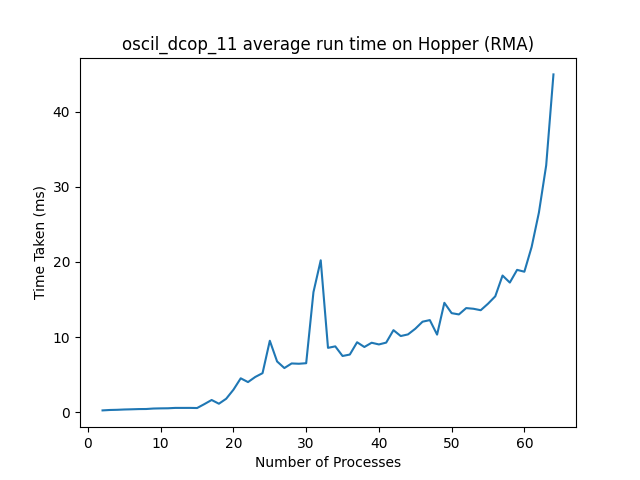 oscil_dcop_11 average run time on Hopper (RMA)
40
30
20
10
0
Time Taken (ms)
0 10 20 30 40 50 60
Number of Processes